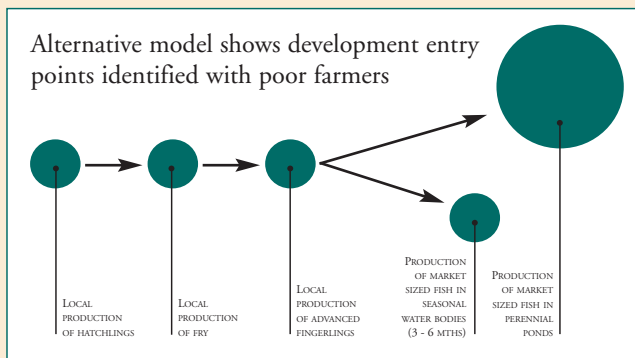 Alternative model shows development entry
points identified with poor farmers
LOCAL
PRODUCTION
OF HATCHLINGS
LOCAL
PRODUCTION
OF FRY
LOCAL
PRODUCTION
OF ADVANCED
FINGERLINGS
PRODUCTION
OF MARKET
SIZED FISH IN
SEASONAL
WATER BODIES
(3 - 6 MTHS)
PRODUCTION
OF MARKET
SIZED FISH IN
PERENNIAL
PONDS